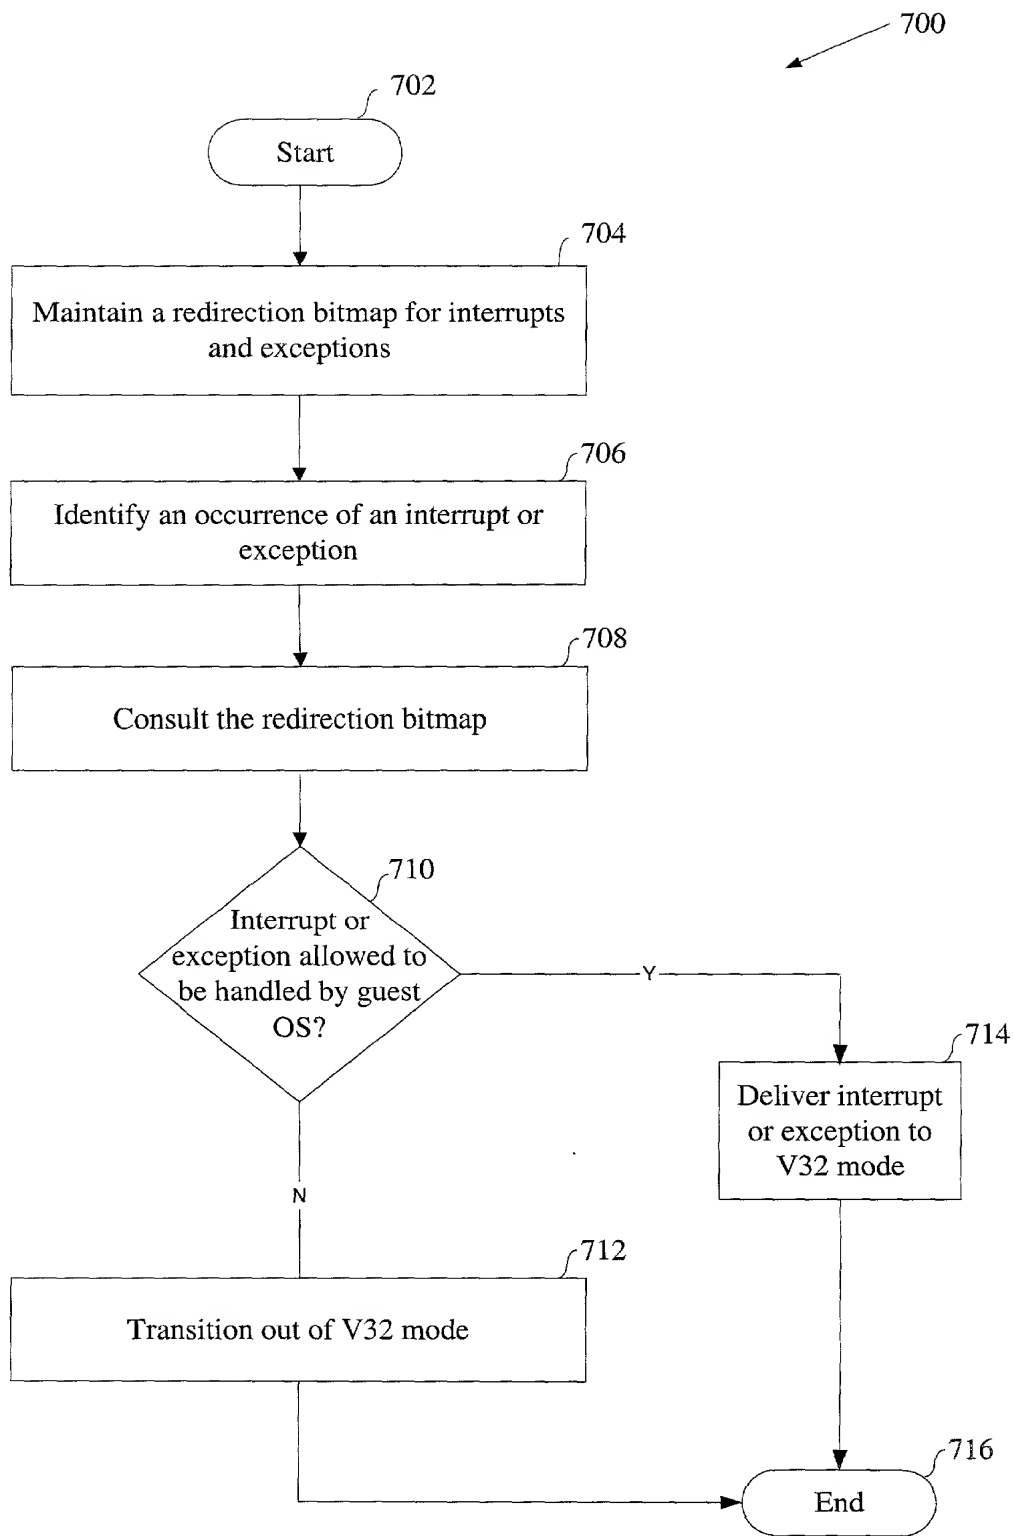 700
702
Start
704
Maintain a redirection bitmap for interrupts
and exceptions
706
Identify an occurrence of an interrupt or
exception
708
Consult the redirection bitmap
710
Interrupt or
exception allowed to
be handled by guest
OS?
Y
714
Deliver interrupt
or exception to
V32 mode
N
712
Transition out of V32 mode
716
End